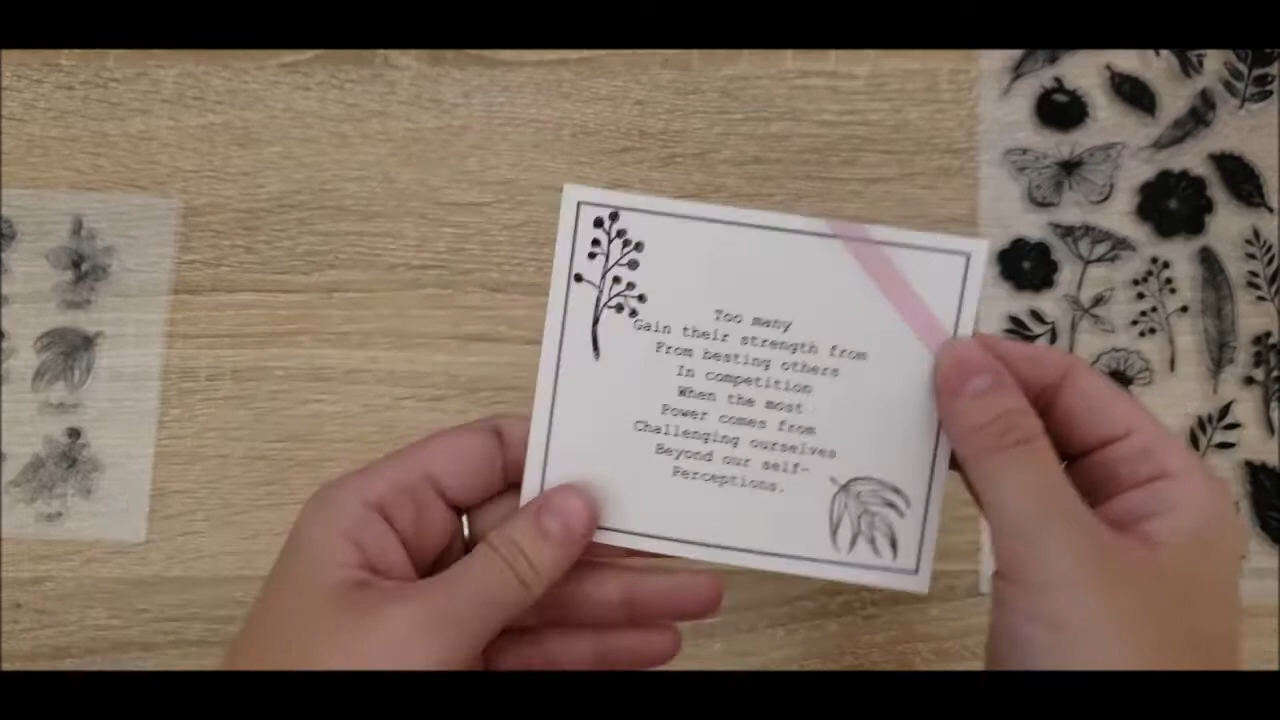 Too many
Gain their strength from
From besting others
In competition
When the most
Power comes from
Challenging ourselves
Beyond our self-
Perceptions.